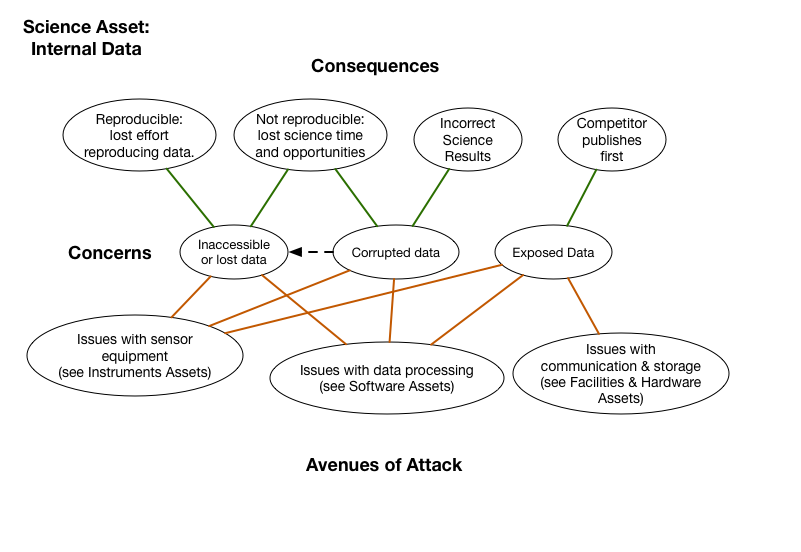 Science Asset:
Internal Data
Consequences
Reproducible:
lost effort
reproducing data.
Not reproducible:
lost science time
and opportunities
Incorrect
Science
Results
Competitor
publishes
first
Concerns
Inaccessible
or lost data
Corrupted data
Exposed Data
Issues with sensor
equipment
(see Instruments Assets)
Issues with data processing
(see Software Assets)
Issues with
communication & storage
(see Facilities & Hardware
Assets)
Avenues of Attack